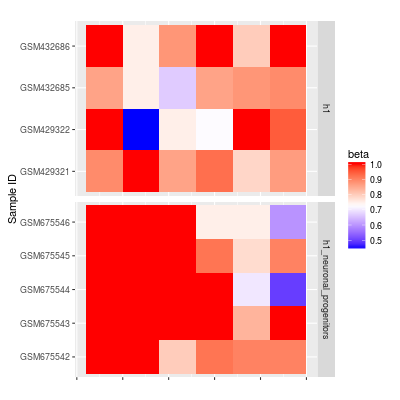 GSM432686
GSM432685
GSM429322
GSM429321
h1
GSM675546
GSM675545
GSM675544
GSM675543
GSM675542
h1_neuronal_progenitors
Sample ID
beta
1.0
0.9
0.8
0.7
0.6
0.5